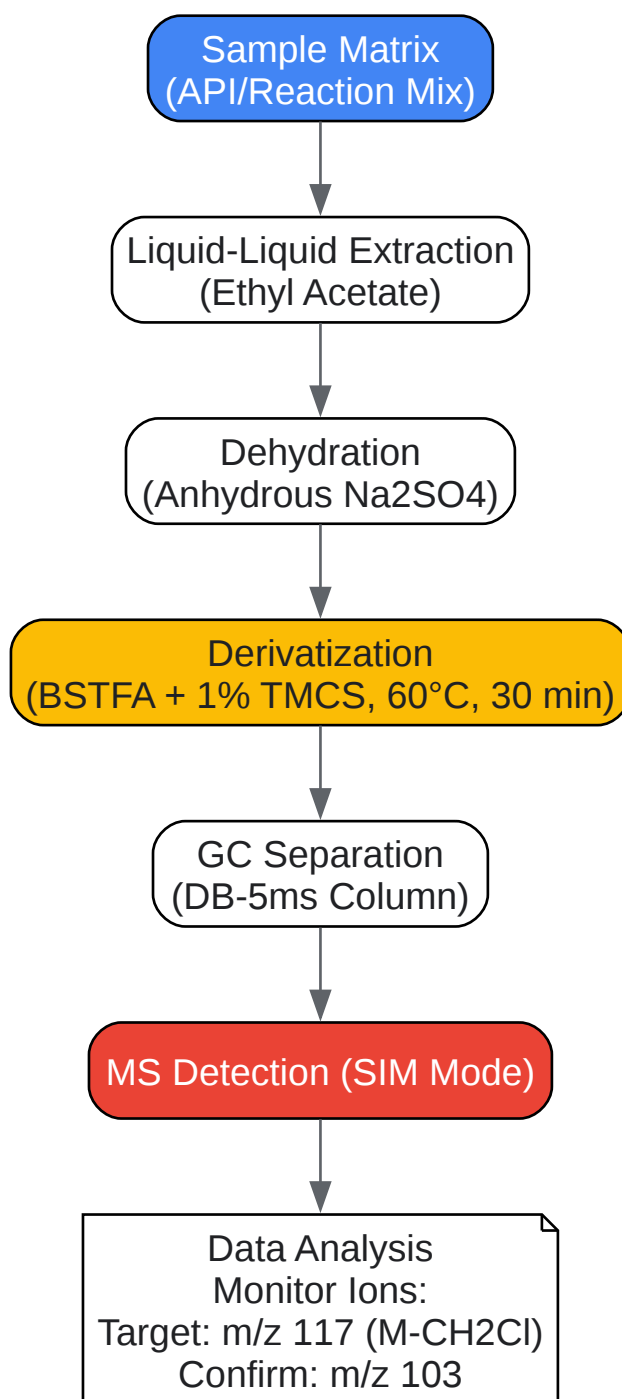 Sample Matrix
(API/Reaction Mix)
Liquid-Liquid Extraction
(Ethyl Acetate)
Dehydration
(Anhydrous Na2SO4)
Derivatization
(BSTFA + 1% TMCS, 60°C, 30 min)
GC Separation
(DB-5ms Column)
MS Detection (SIM Mode)
Data Analysis
Monitor Ions:
Target: m/z 117 (M-CH2Cl)
Confirm: m/z 103